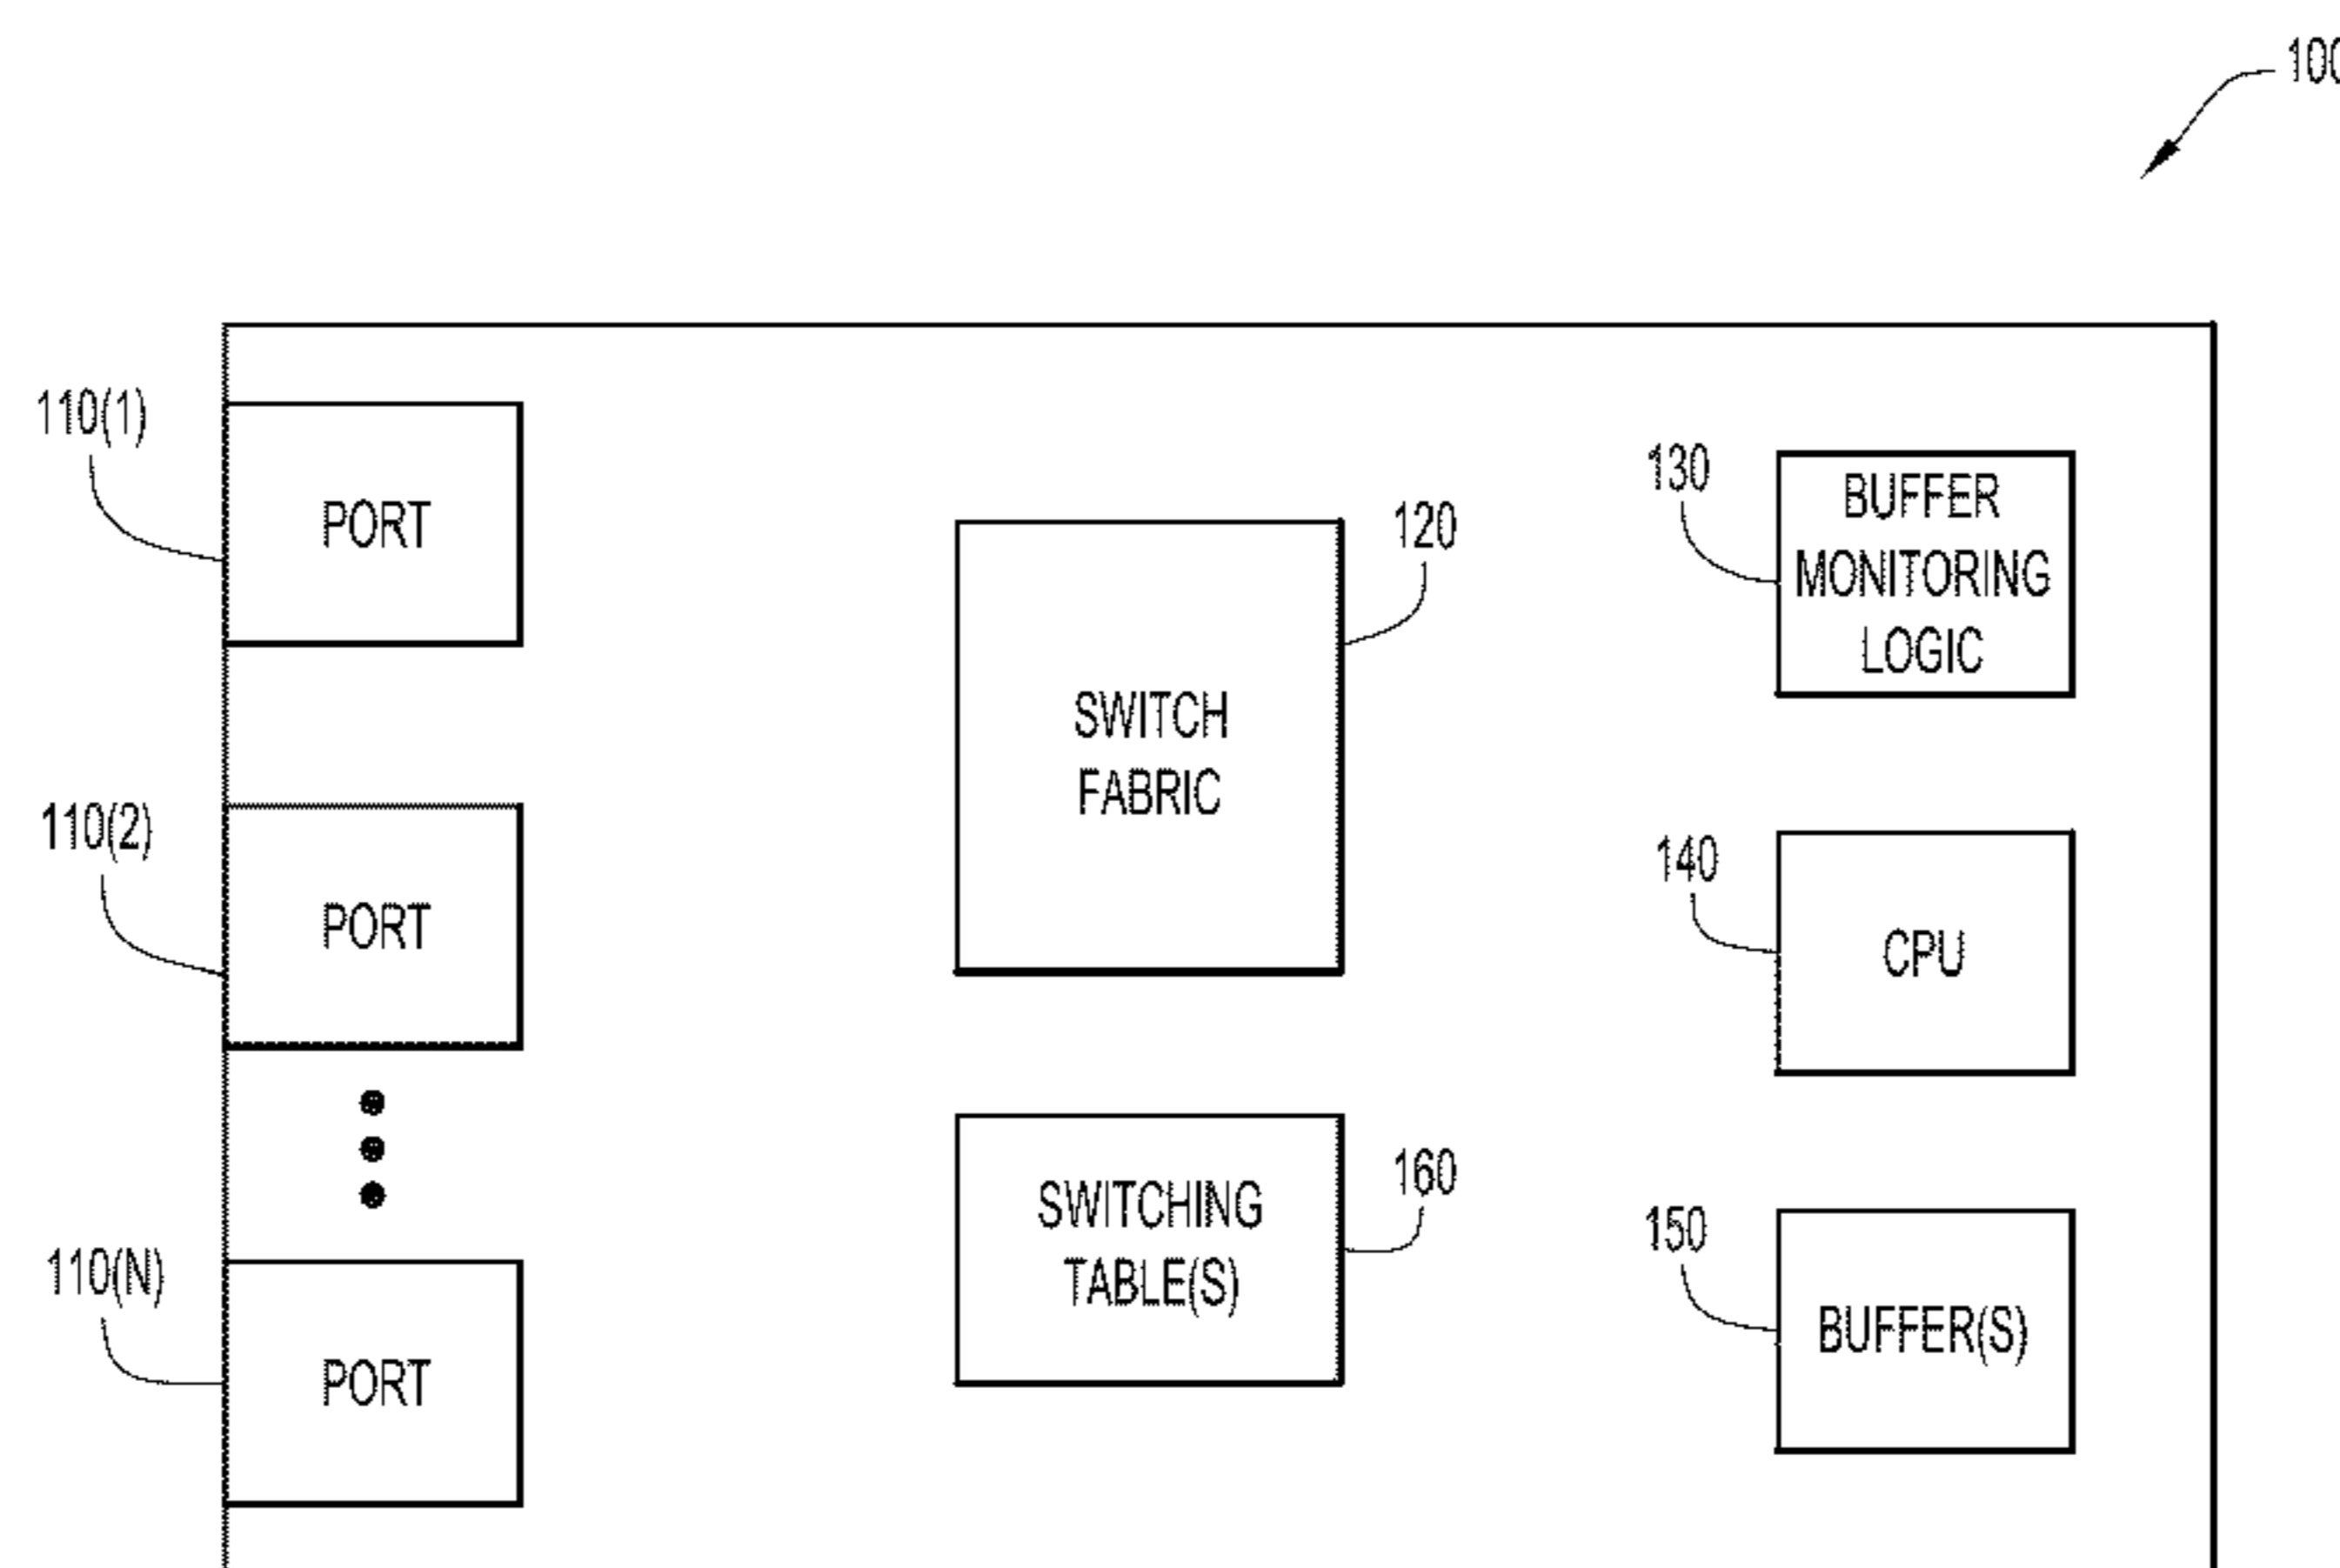 100
110(1)
PORT
130
BUFFER
MONITORING
LOGIC
120
SWITCH
FABRIC
110(2)
PORT
140
CPU
160
SWITCHING
TABLE(S)
150
BUFFER(S)
110(N)
PORT